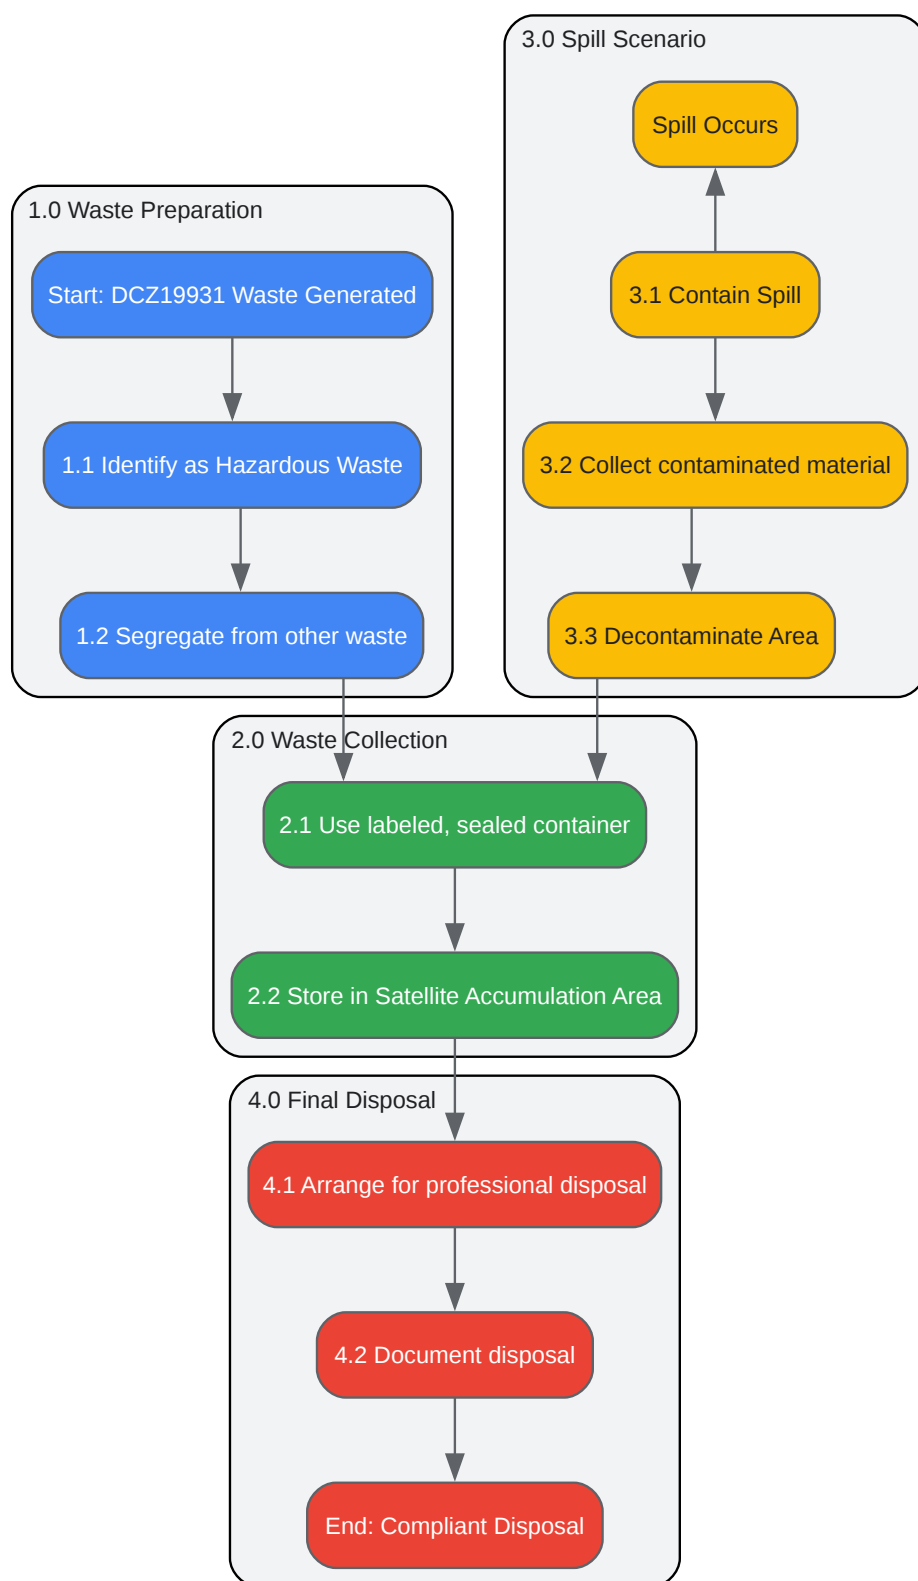 1.0 Waste Preparation
Start: DCZ19931 Waste Generated
1.1 Identify as Hazardous Waste
1.2 Segregate from other waste
3.0 Spill Scenario
Spill Occurs
3.1 Contain Spill
3.2 Collect contaminated material
3.3 Decontaminate Area
2.0 Waste Collection
2.1 Use labeled, sealed container
2.2 Store in Satellite Accumulation Area
4.0 Final Disposal
4.1 Arrange for professional disposal
4.2 Document disposal
End: Compliant Disposal